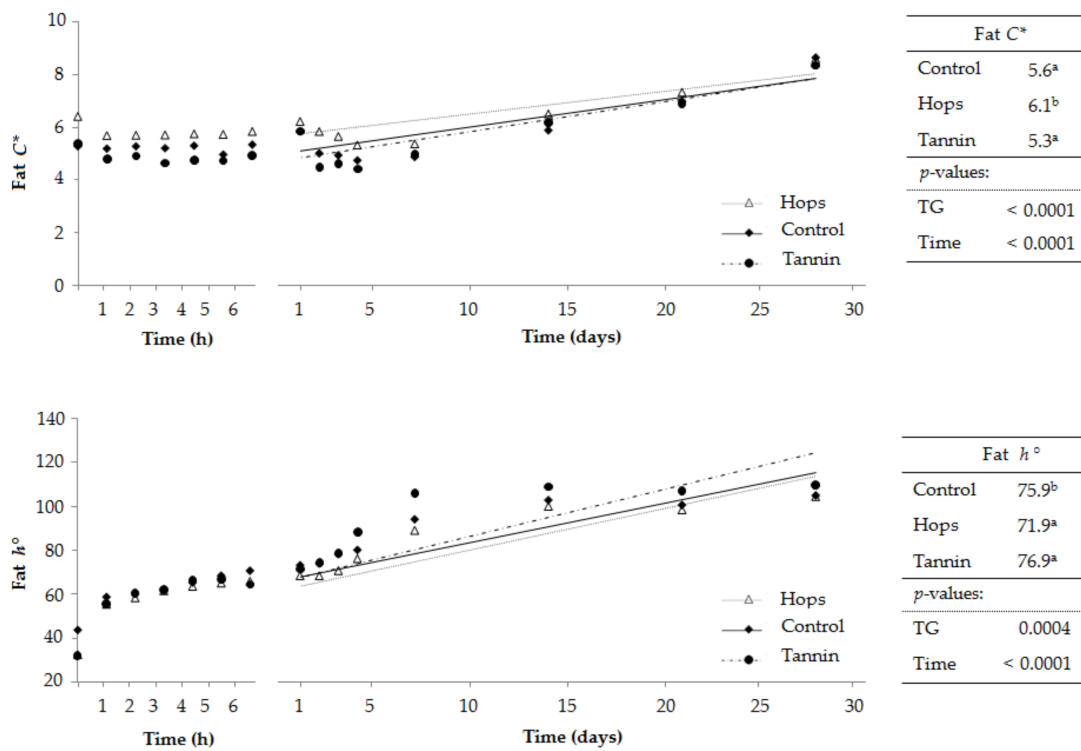 10
8
6
4
2
0
Fat C*
1 2 3 4 5 6
Time (h)
1 5 10 15 20 25 30
Time (days)
Hops
Control
Tannin
Fat C*
Control 5.6ᵃ
Hops 6.1ᵇ
Tannin 5.3ᵃ
p-values:
TG < 0.0001
Time < 0.0001
140
120
100
80
60
40
20
Fat h°
1 2 3 4 5 6
Time (h)
1 5 10 15 20 25 30
Time (days)
Hops
Control
Tannin
Fat h°
Control 75.9ᵇ
Hops 71.9ᵃ
Tannin 76.9ᵃ
p-values:
TG 0.0004
Time < 0.0001